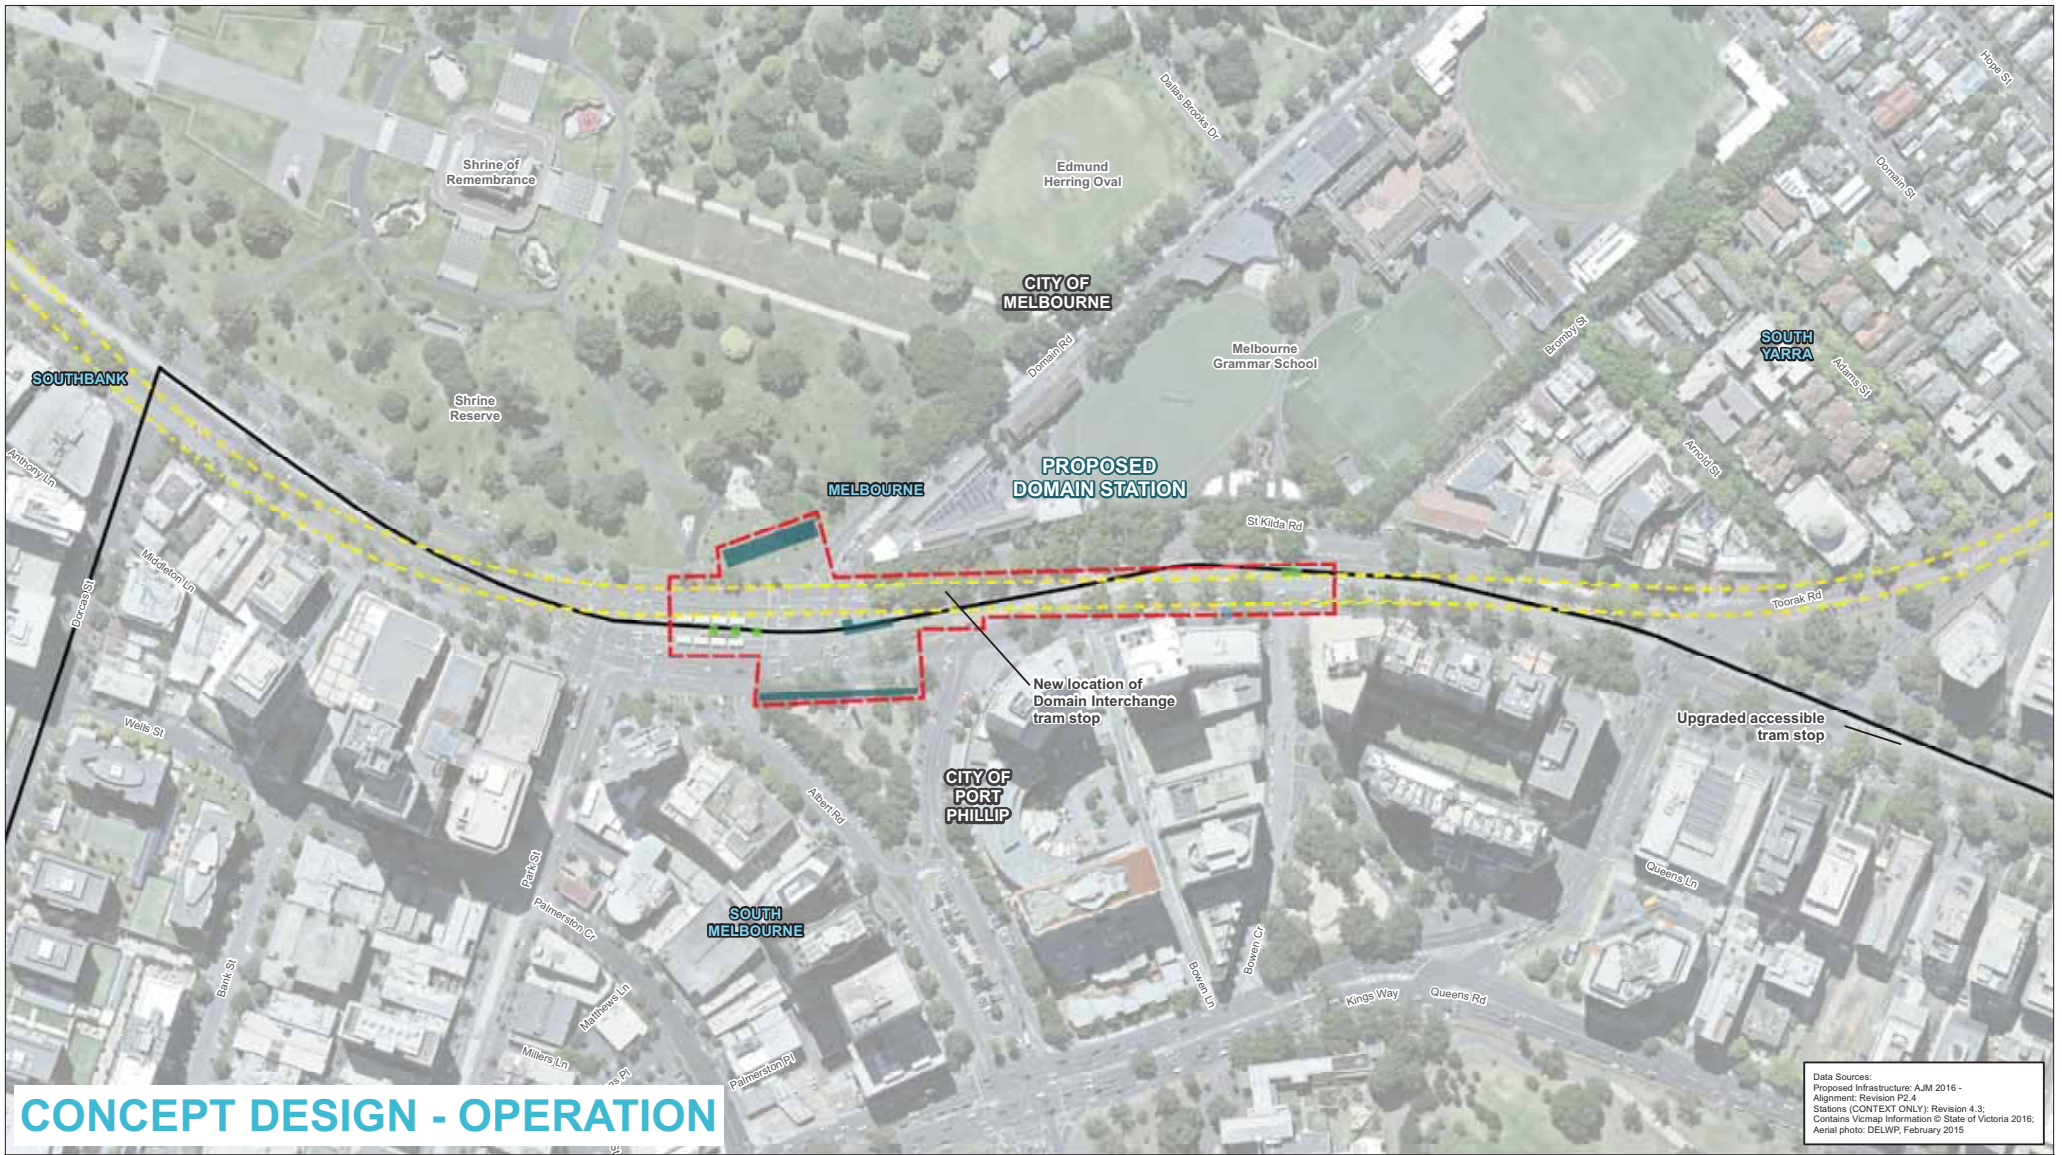 Hope St
Dallas Brooks Dr
Shrine of
Remembrance
Edmund
Herring Oval
Domain St
CITY OF
MELBOURNE
Domain Rd
Melbourne
Grammar School
Bromby St
SOUTH
YARRA
Adams St
SOUTHBANK
Shrine
Reserve
Anthony Ln
Arnold St
PROPOSED
DOMAIN STATION
MELBOURNE
St Kilda Rd
Middleton Ln
Dorcas St
Toorak Rd
New location of
Domain Interchange
tram stop
Upgraded accessible
tram stop
Wells St
CITY OF
PORT
PHILLIP
Albert Rd
Park St
Queens Ln
Palmerston Cr
SOUTH
MELBOURNE
Bank St
Bowen Cr
Bowen Ln
Matthews Ln
Kings Way
Queens Rd
Millers Ln
Palmerston Pl
Pl
St
CONCEPT DESIGN - OPERATION
Data Sources:
Proposed Infrastructure: AJM 2016 -
Alignment: Revision P2.4
Stations (CONTEXT ONLY): Revision 4.3;
Contains Vicmap Information © State of Victoria 2016;
Aerial photo: DELWP, February 2015